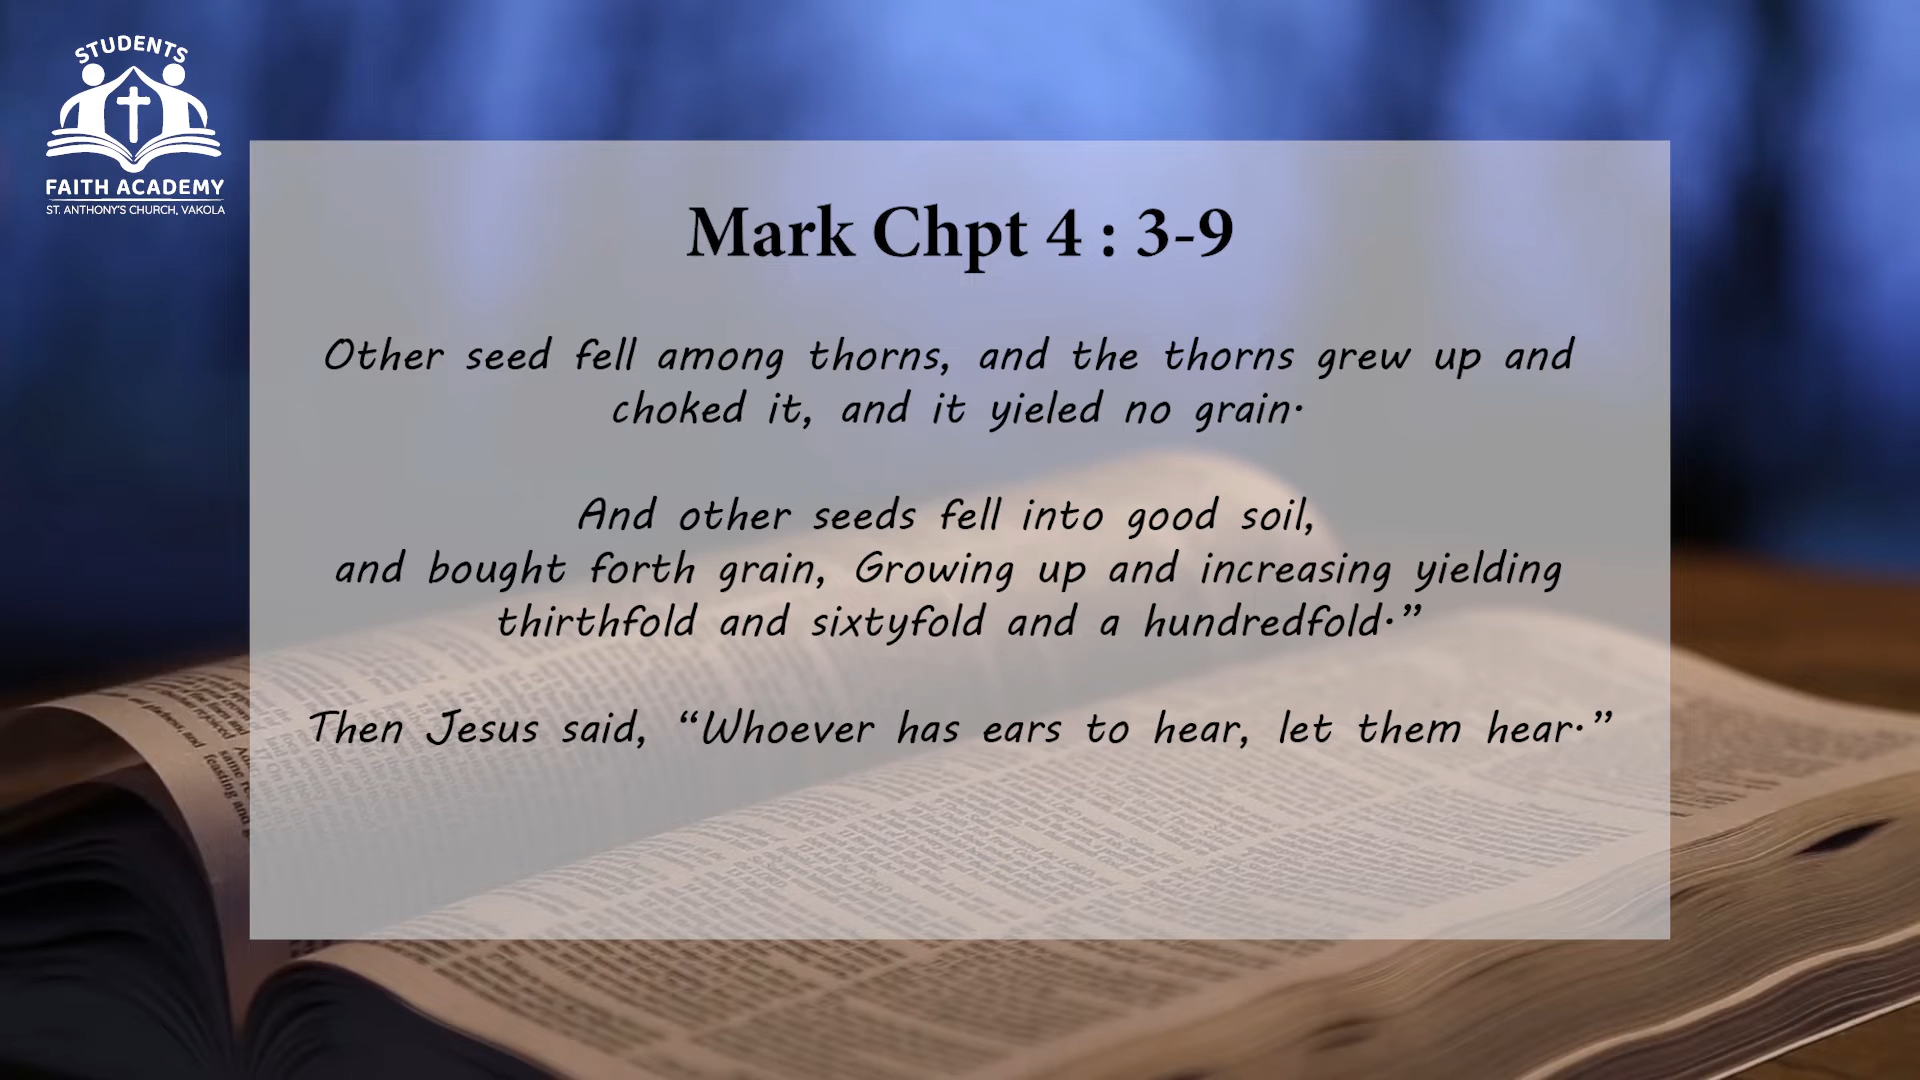 STUDENTS
FAITH ACADEMY
ST. ANTHONY'S CHURCH, VAKOLA
Mark Chpt 4 : 3-9
Other seed fell among thorns, and the thorns grew up and
choked it, and it yieled no grain.
And other seeds fell into good soil,
and bought forth grain, Growing up and increasing yielding
thirthfold and sixtyfold and a hundredfold.”
Then Jesus said, “Whoever has ears to hear, let them hear.”